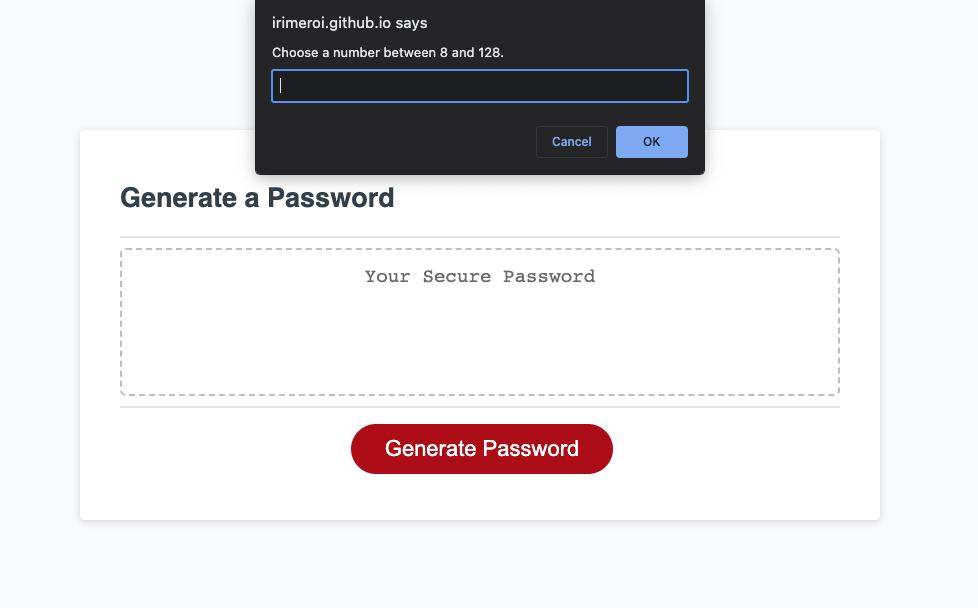 irimeroi.github.io says
Choose a number between 8 and 128.
Cancel
OK
Generate a Password
Your Secure Password
Generate Password